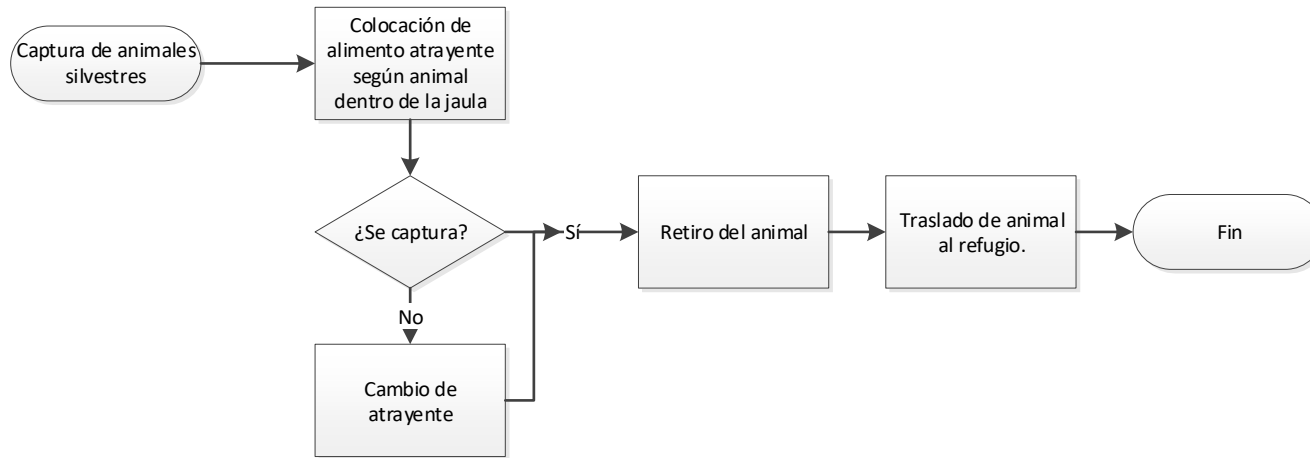 Captura de animales
silvestres
Colocación de
alimento atrayente
según animal
dentro de la jaula
¿Se captura?
Sí
Retiro del animal
Traslado de animal
al refugio.
Fin
No
Cambio de
atrayente